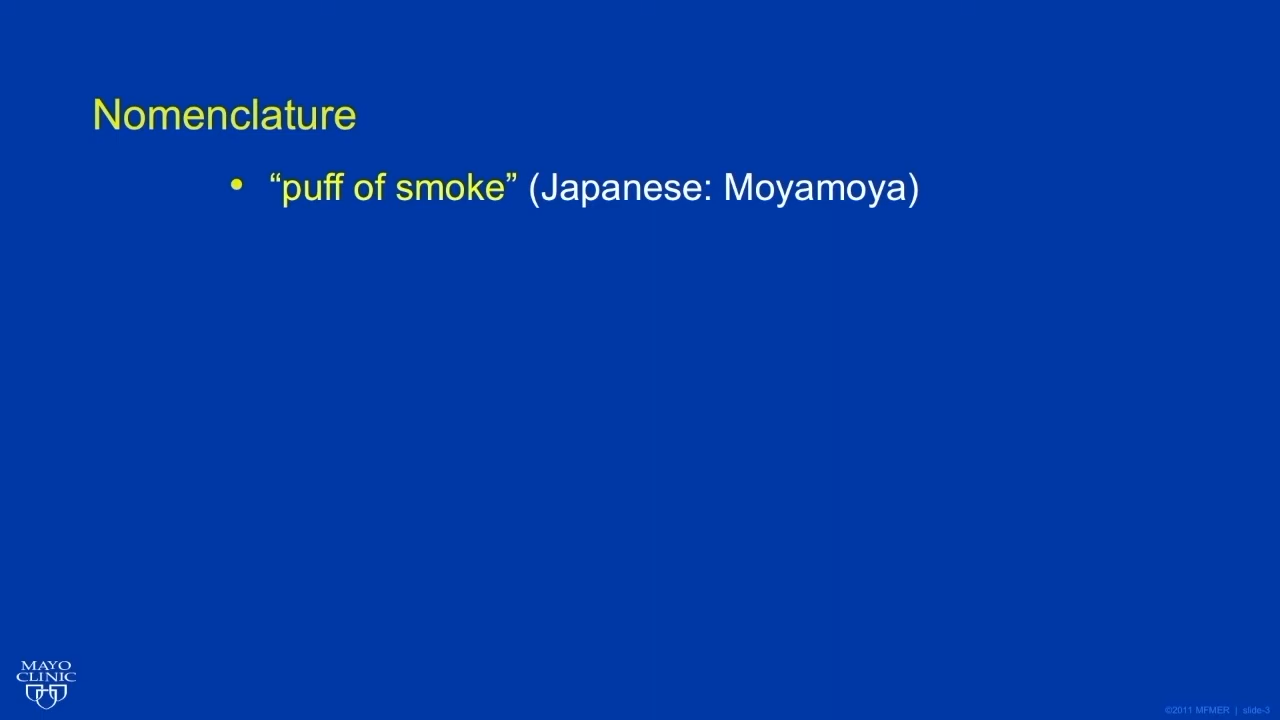 Nomenclature
• “puff of smoke” (Japanese: Moyamoya)
MAYO
CLINIC
©2011 MFMER | slide-3